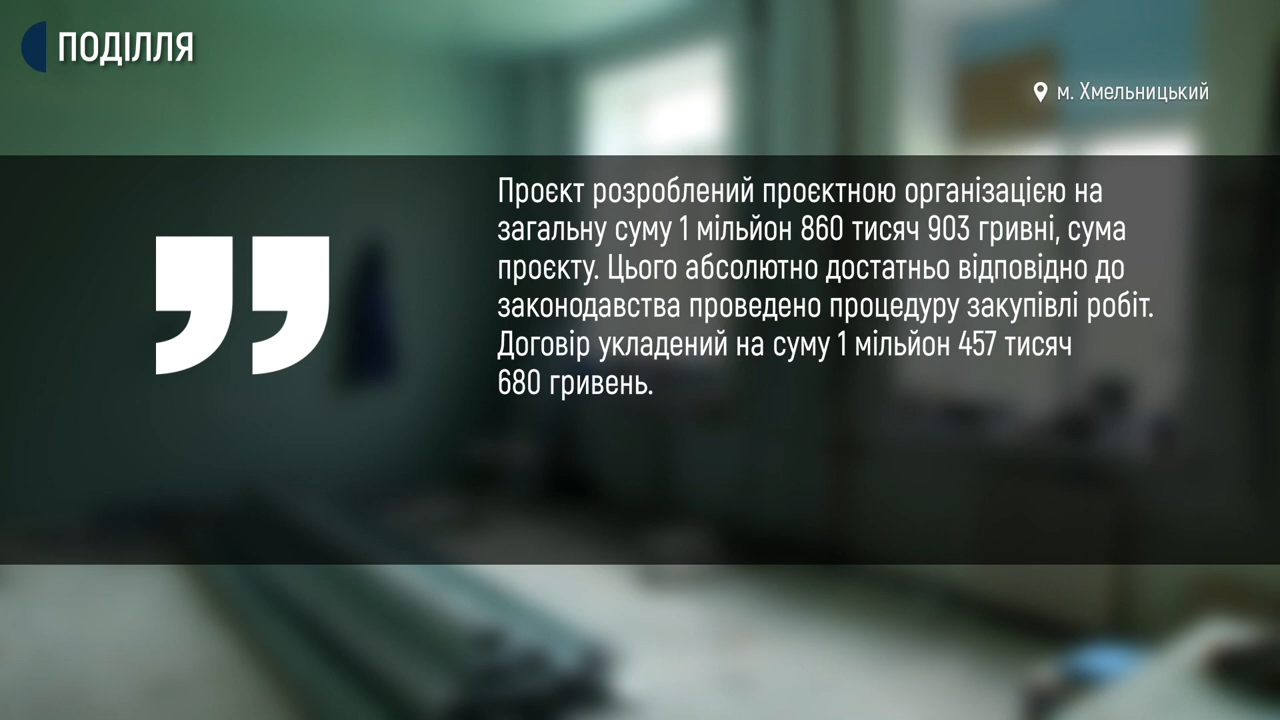 ПОДІЛЛЯ
м. Хмельницький
Проєкт розроблений проєктною організацією на
загальну суму 1 мільйон 860 тисяч 903 гривні, сума
проєкту. Цього абсолютно достатньо відповідно до
законодавства проведено процедуру закупівлі робіт.
Договір укладений на суму 1 мільйон 457 тисяч
680 гривень.